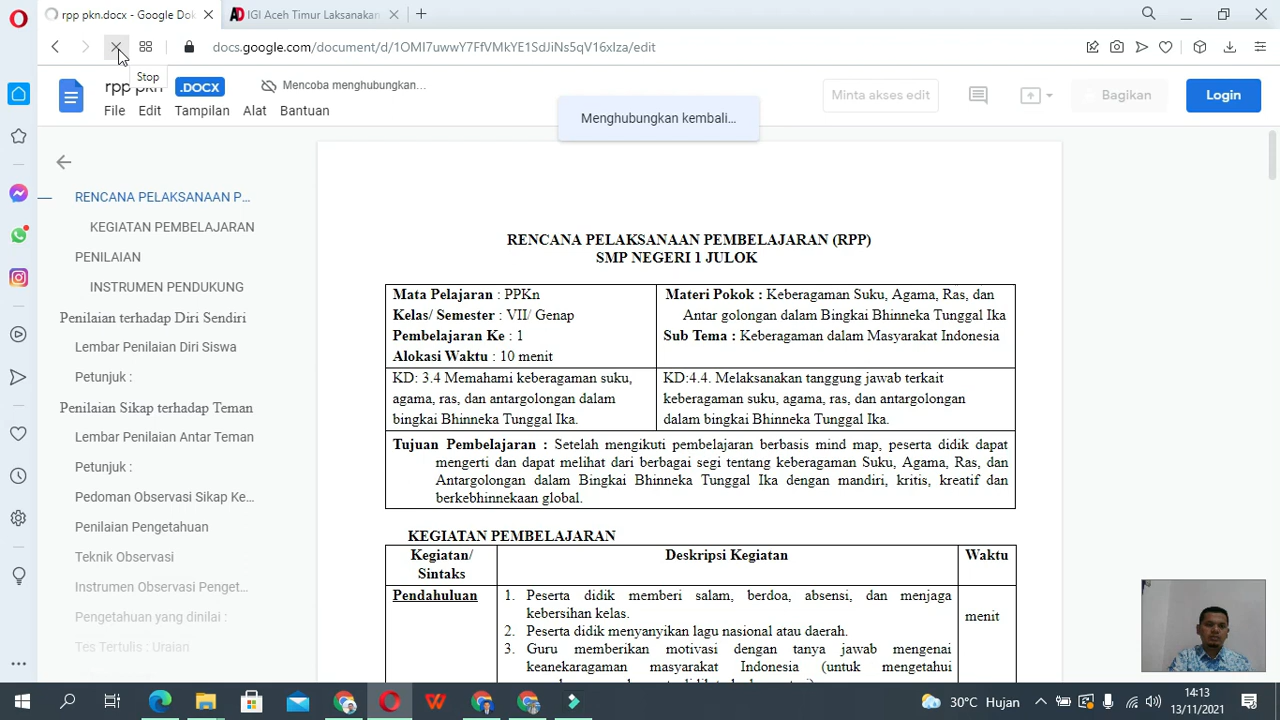 rpp pkn.docx - Google Dok
IGI Aceh Timur Laksanakan
docs.google.com/document/d/1OMI7uwwY7FfVMkYE1SdJiNs5qV16xIza/edit
Stop
rpp pkn
.DOCX
Mencoba menghubungkan...
File Edit Tampilan Alat Bantuan
Menghubungkan kembali...
Minta akses edit
Bagikan
Login
RENCANA PELAKSANAAN P...
KEGIATAN PEMBELAJARAN
PENILAIAN
INSTRUMEN PENDUKUNG
Penilaian terhadap Diri Sendiri
Lembar Penilaian Diri Siswa
Petunjuk :
Penilaian Sikap terhadap Teman
Lembar Penilaian Antar Teman
Petunjuk :
Pedoman Observasi Sikap Ke...
Penilaian Pengetahuan
Teknik Observasi
Instrumen Observasi Penget...
Pengetahuan yang dinilai :
Tes Tertulis : Uraian
RENCANA PELAKSANAAN PEMBELAJARAN (RPP)
SMP NEGERI 1 JULOK
Mata Pelajaran : PPKn
Kelas/ Semester : VII/ Genap
Pembelajaran Ke : 1
Alokasi Waktu : 10 menit
Materi Pokok : Keberagaman Suku, Agama, Ras, dan
Antar golongan dalam Bingkai Bhinneka Tunggal Ika
Sub Tema : Keberagaman dalam Masyarakat Indonesia
KD: 3.4 Memahami keberagaman suku,
agama, ras, dan antargolongan dalam
bingkai Bhinneka Tunggal Ika.
KD:4.4. Melaksanakan tanggung jawab terkait
keberagaman suku, agama, ras, dan antargolongan
dalam bingkai Bhinneka Tunggal Ika.
Tujuan Pembelajaran : Setelah mengikuti pembelajaran berbasis mind map, peserta didik dapat
mengerti dan dapat melihat dari berbagai segi tentang keberagaman Suku, Agama, Ras, dan
Antargolongan dalam Bingkai Bhinneka Tunggal Ika dengan mandiri, kritis, kreatif dan
berkebhinnekaan global.
KEGIATAN PEMBELAJARAN
Kegiatan/
Sintaks
Deskripsi Kegiatan
Waktu
Pendahuluan
1. Peserta didik memberi salam, berdoa, absensi, dan menjaga
kebersihan kelas.
2. Peserta didik menyanyikan lagu nasional atau daerah.
3. Guru memberikan motivasi dengan tanya jawab mengenai
keanekaragaman masyarakat Indonesia (untuk mengetahui
menit
30°C Hujan
14:13
13/11/2021